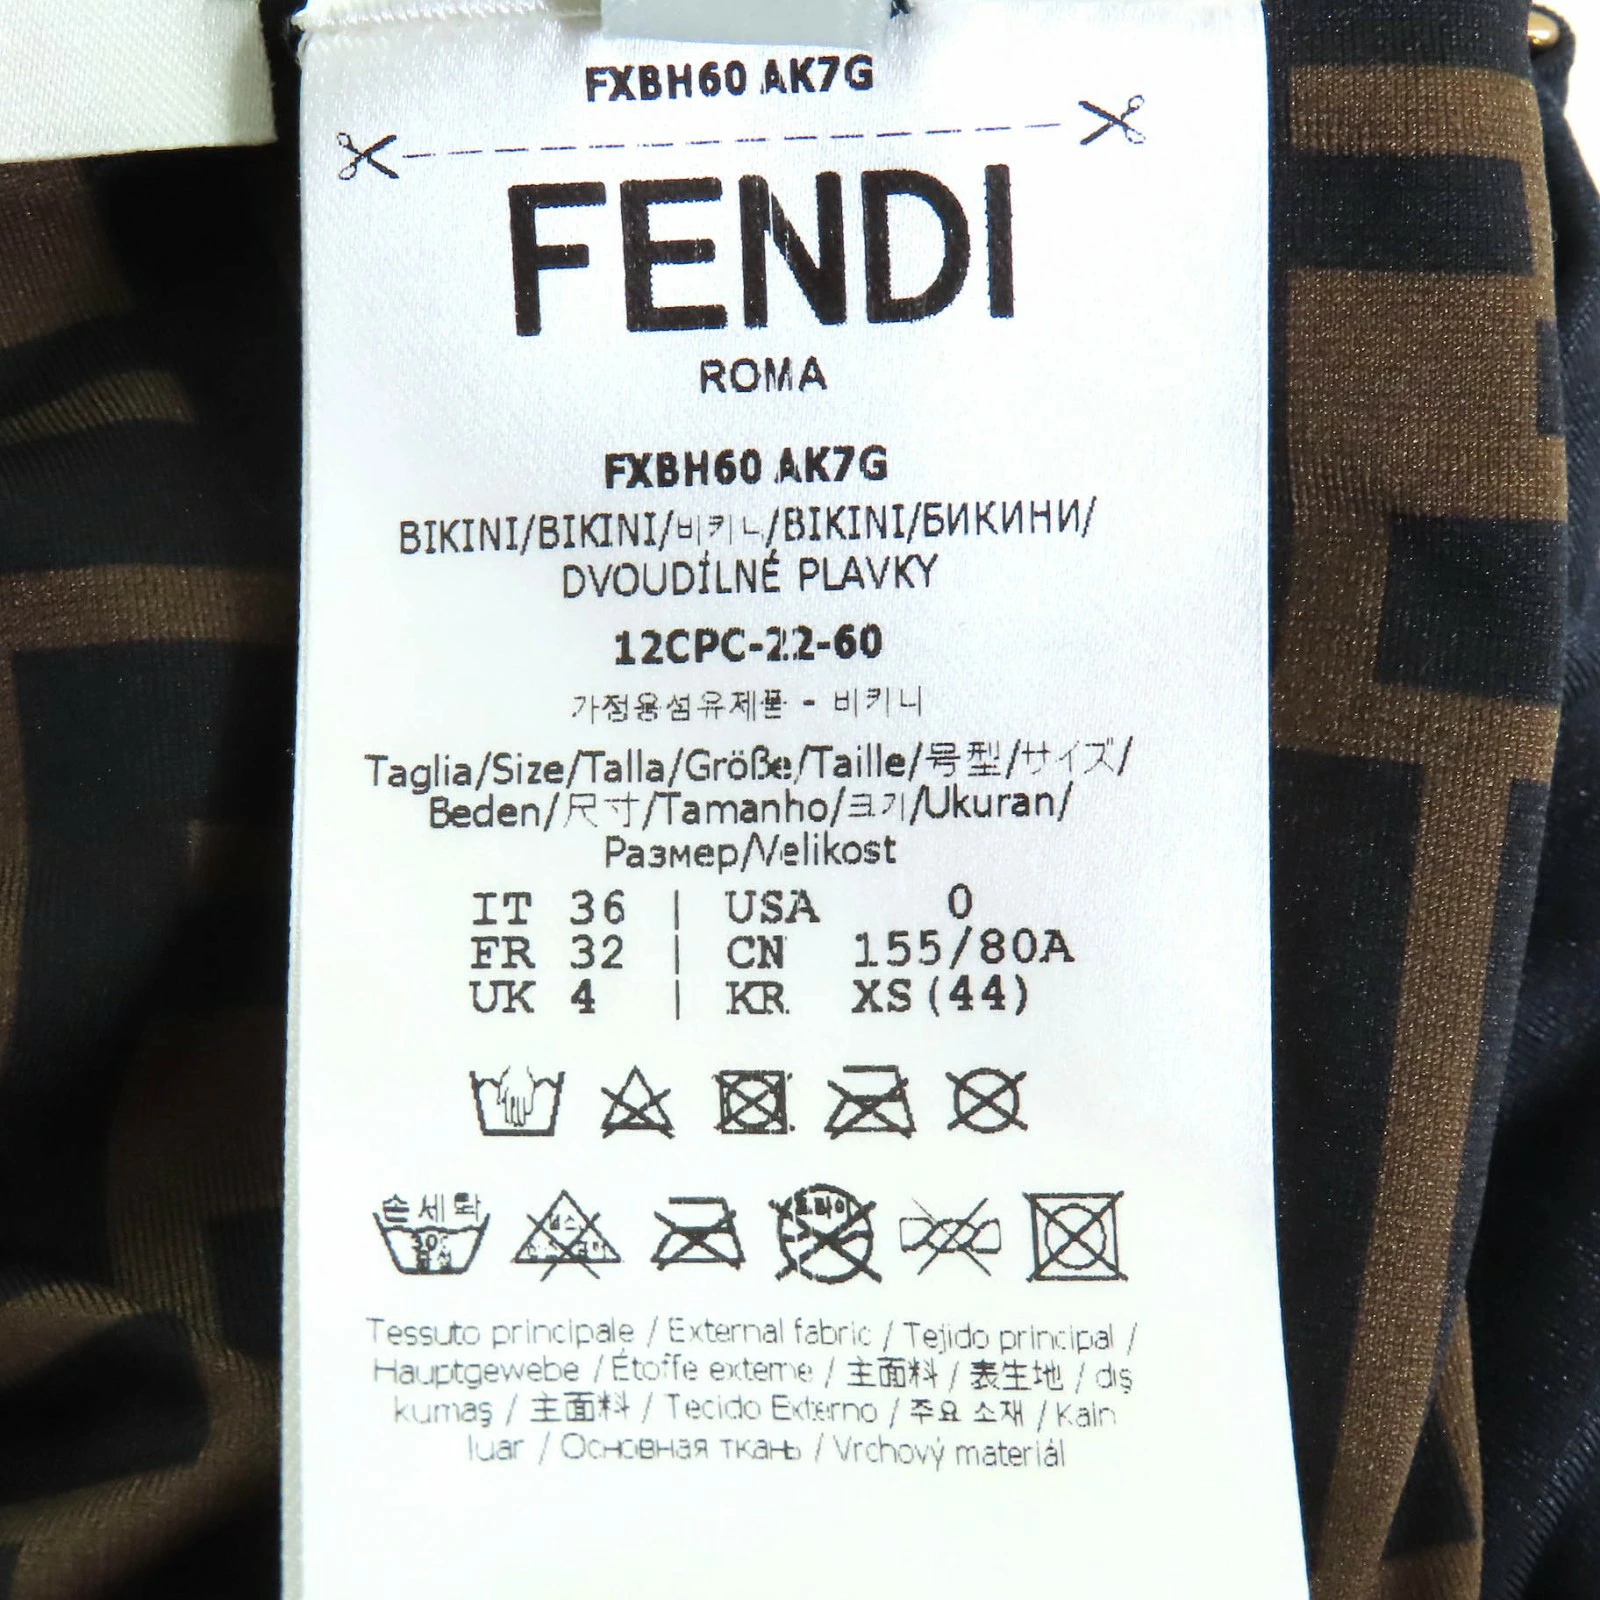 FXBH60 AK7G
FENDI
ROMA
FXBH60 AK7G
BIKINI/BIKINI/비키니/BIKINI/БИКИНИ/
DVOUDÍLNÉ PLAVKY
12CPC-22-60
가정용섬유제품 - 비키니
Taglia/Size/Talla/Größe/Taille/号型/サイズ/
Beden/尺寸/Tamanho/크기/Ukuran/
Размер/Velikost
IT 36 | USA 0
FR 32 | CN 155/80A
UK 4 | KR XS(44)
손세탁
Tessuto principale / External fabric / Tejido principal /
Hauptgewebe / Étoffe externe / 主面料 / 表生地 / dış
kumaş / 主面料 / Tecido Externo / 주요 소재 / Kain
luar / Основная ткань / Vrchový materiál